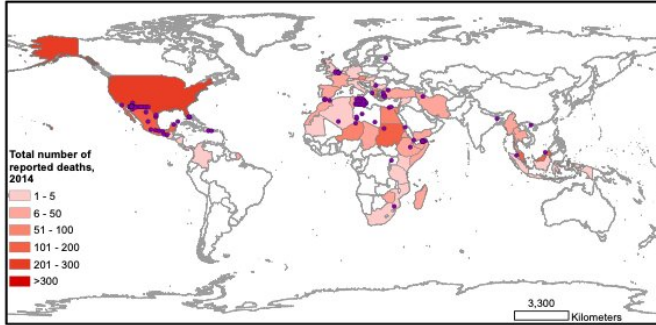 Total number of
reported deaths,
2014
1 - 5
6 - 50
51 - 100
101 - 200
201 - 300
>300
3,300
Kilometers